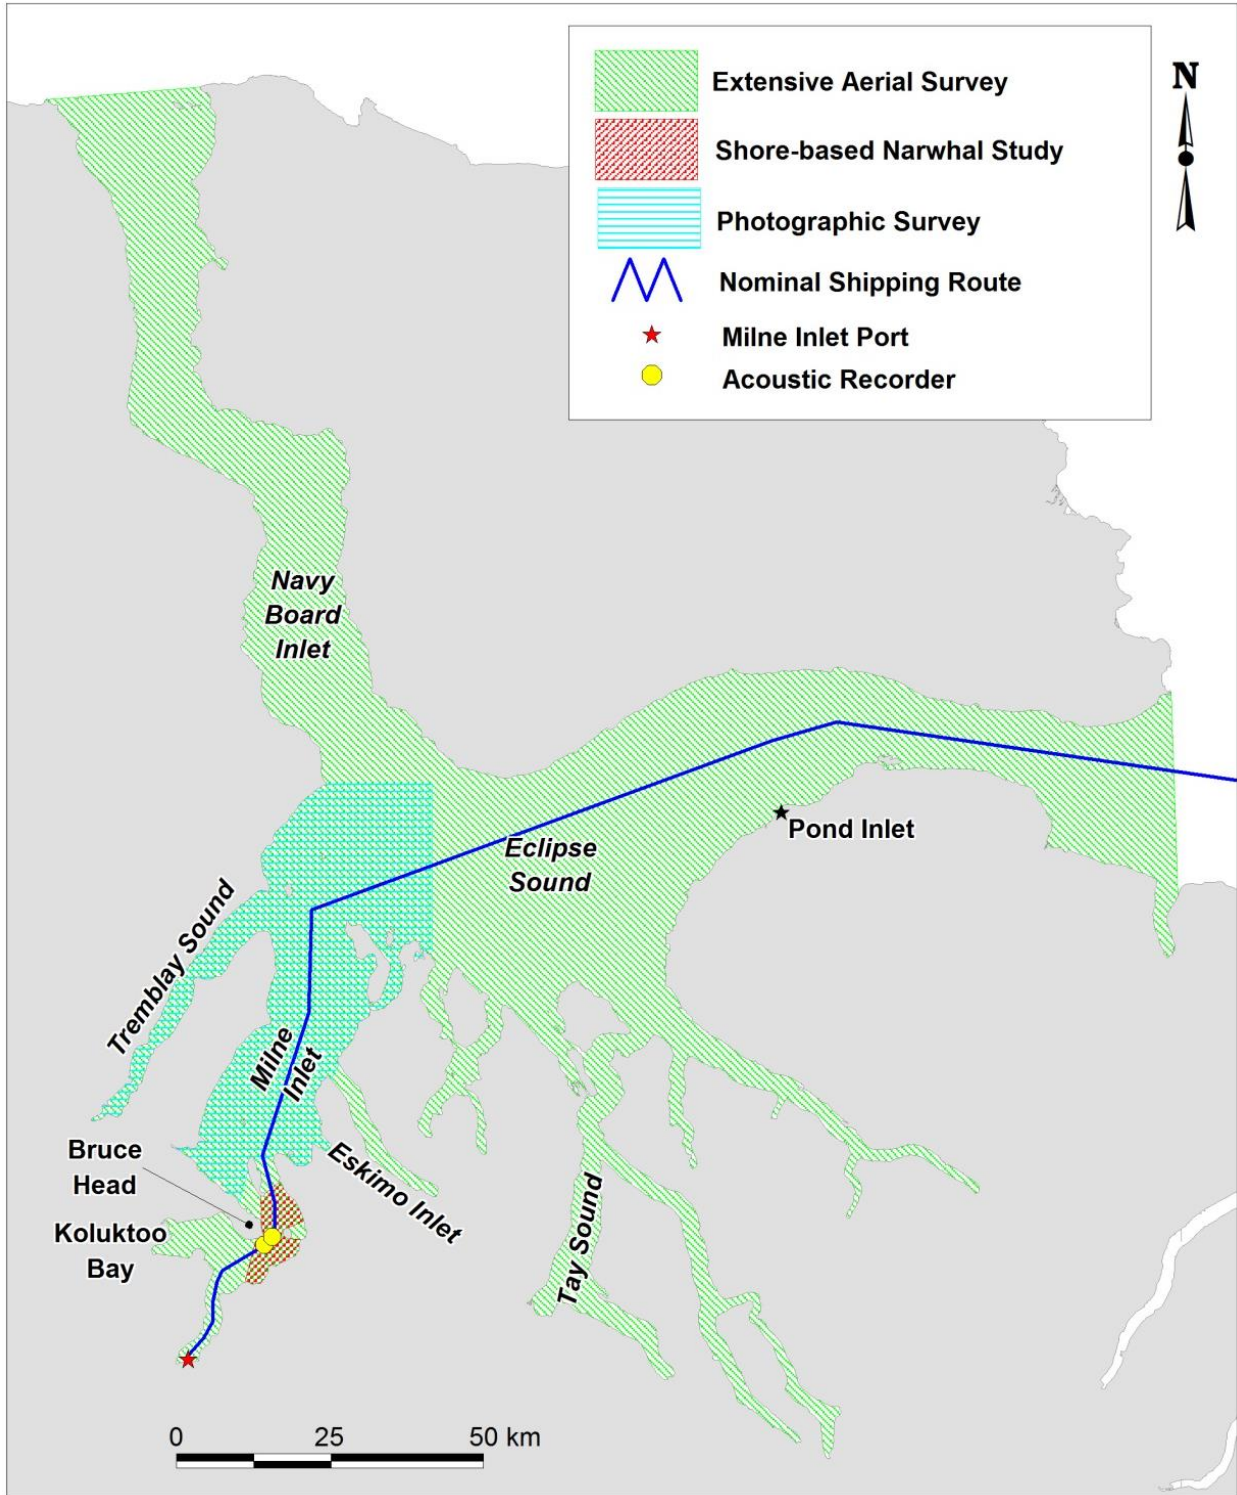 Extensive Aerial Survey
Shore-based Narwhal Study
Photographic Survey
Nominal Shipping Route
Milne Inlet Port
Acoustic Recorder
N
Navy
Board
Inlet
Pond Inlet
Eclipse
Sound
Tremblay Sound
Milne
Inlet
Bruce
Head
Eskimo Inlet
Koluktoo
Bay
Tay Sound
0 25 50 km